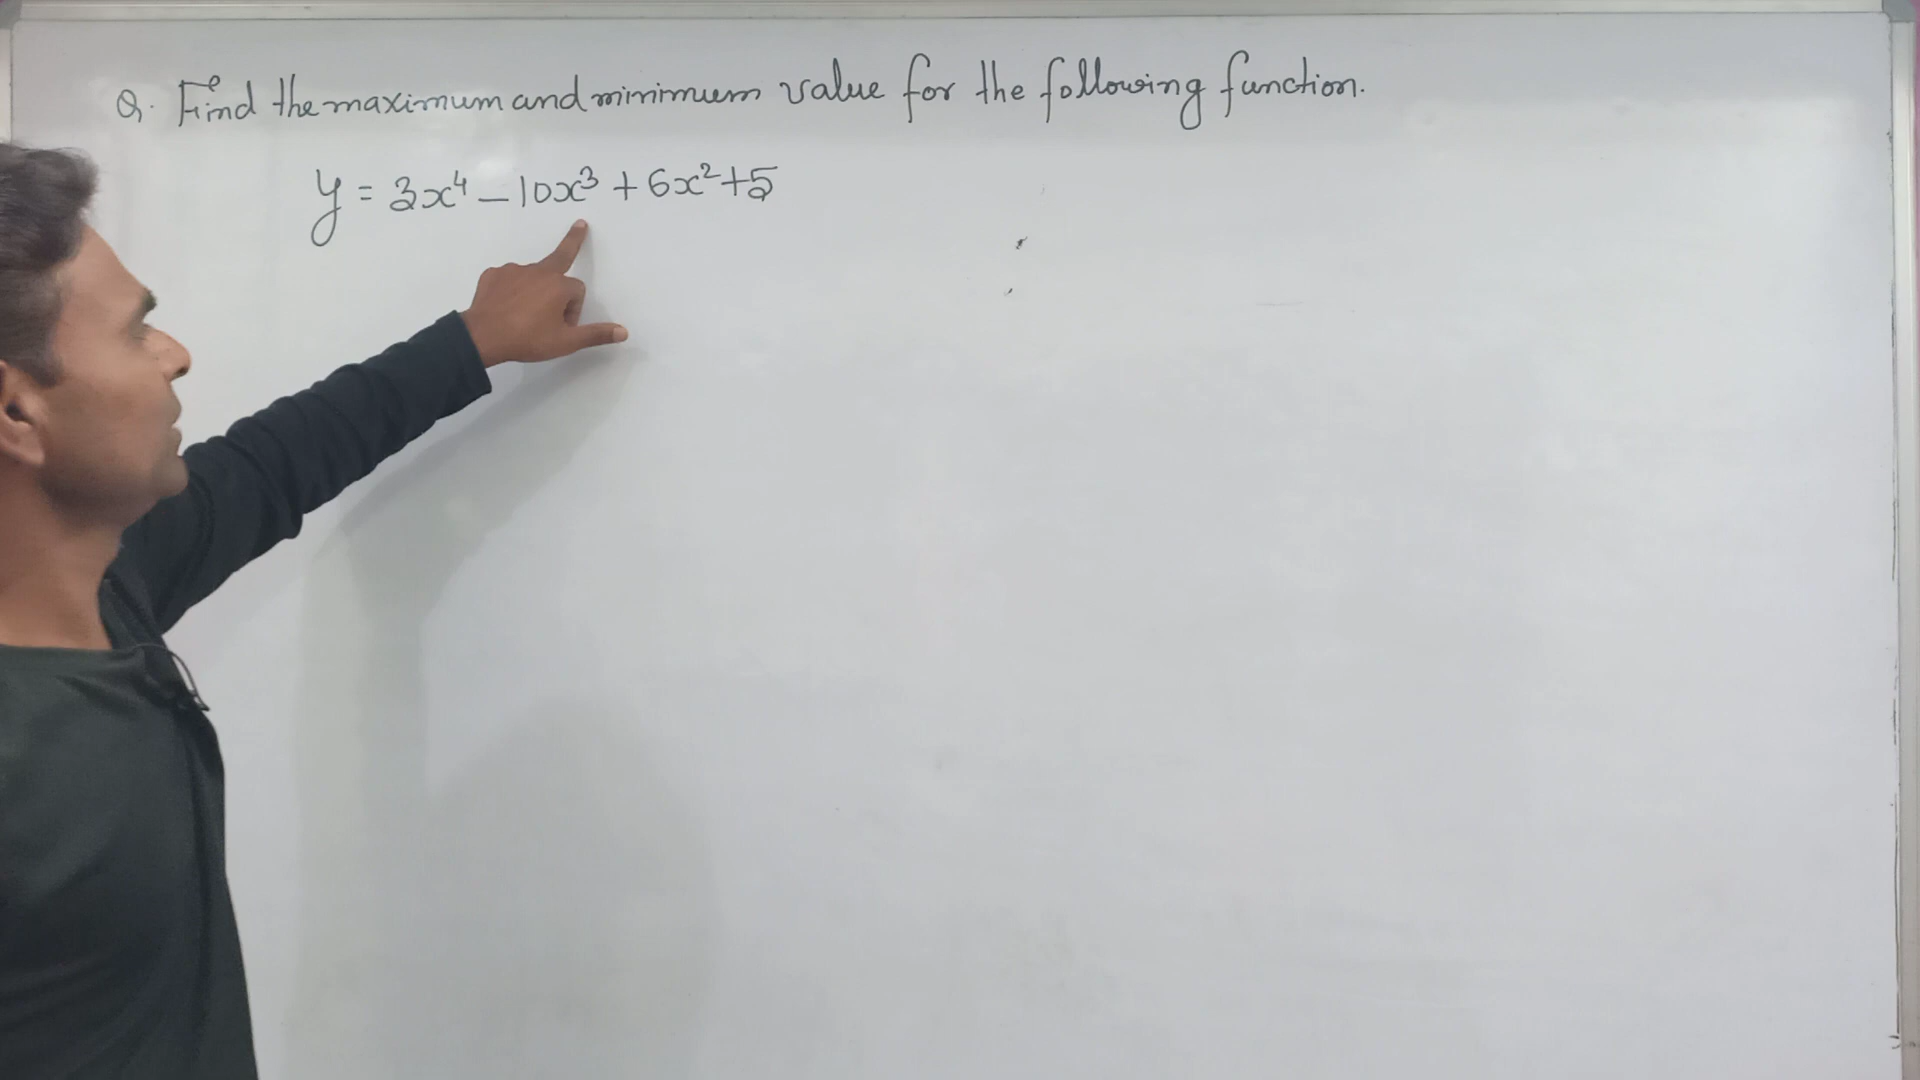 Q. Find the maximum and minimum value for the following function.
y = 3x⁴ - 10x³ + 6x² + 5